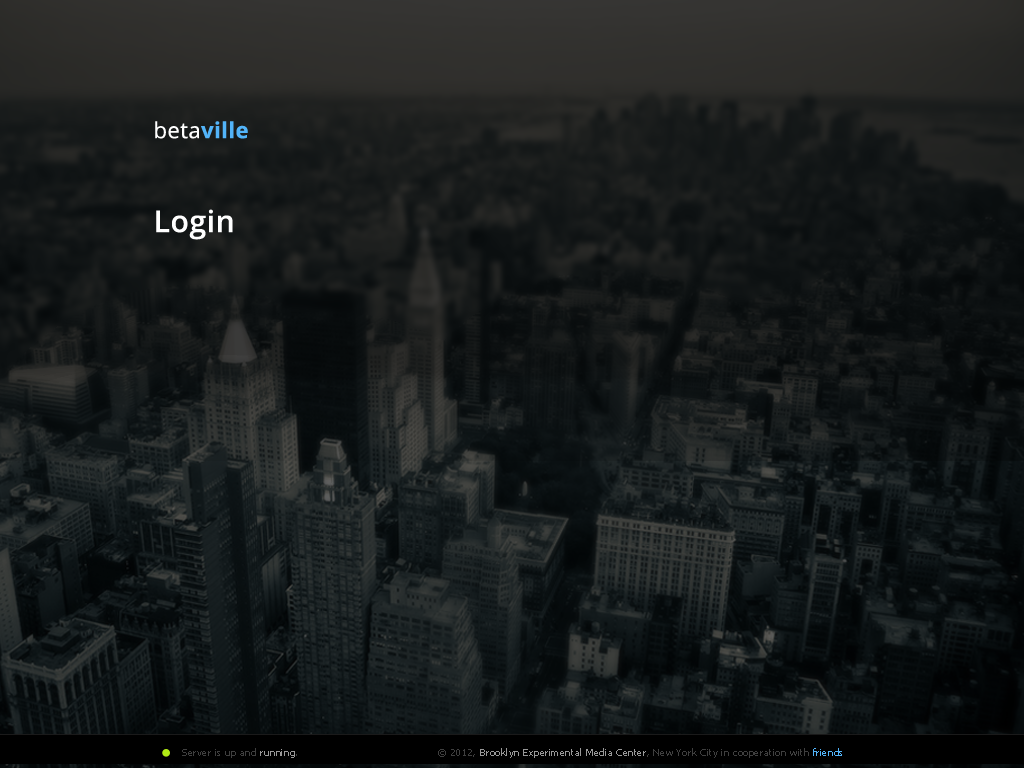 betaville
Login
Server is up and running.
© 2012, Brooklyn Experimental Media Center, New York City in cooperation with friends